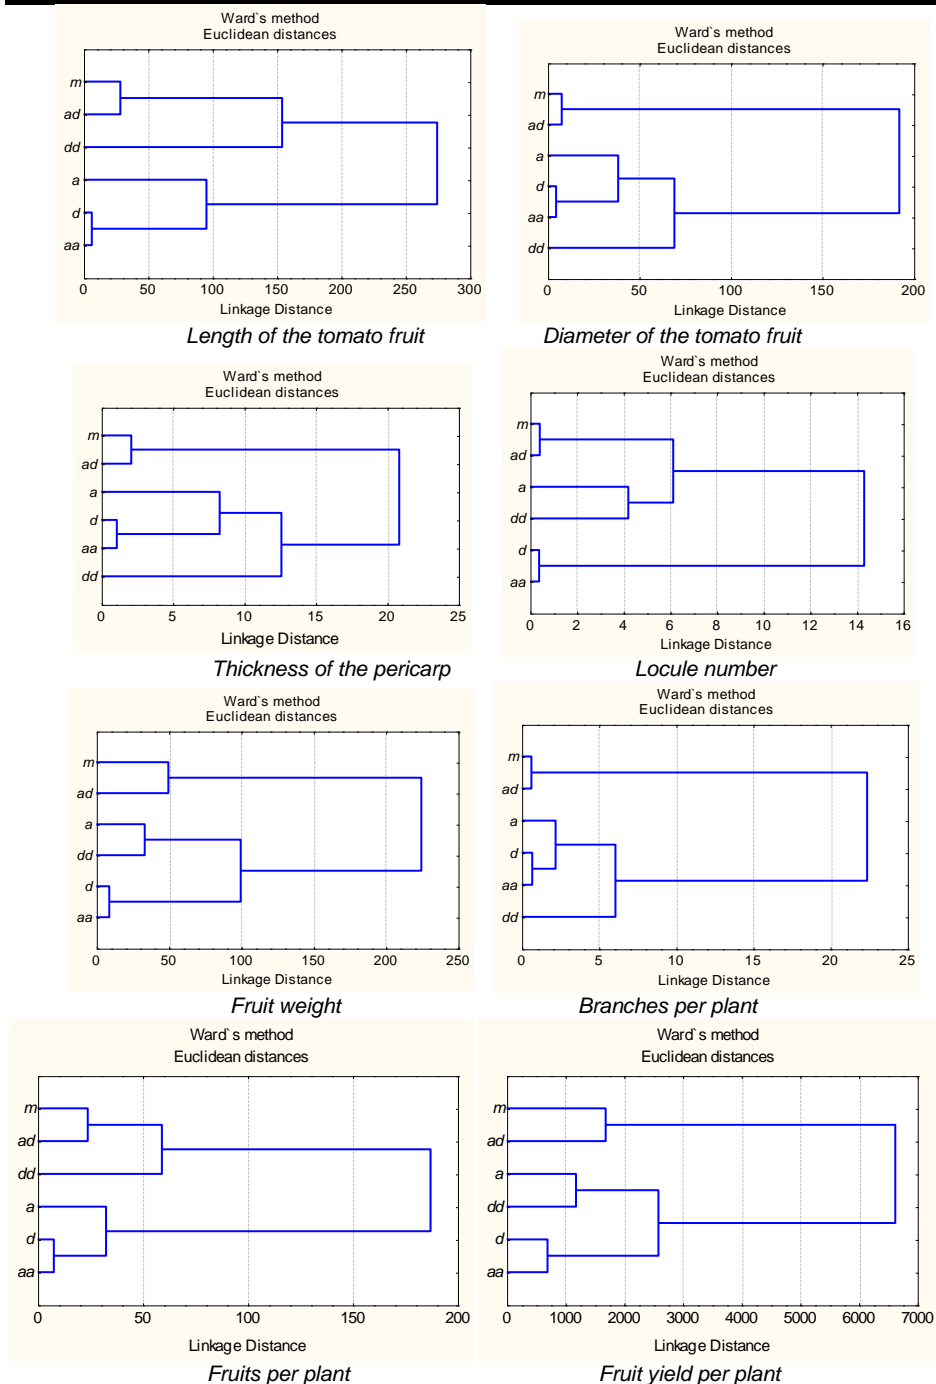 Ward`s method
Euclidean distances
m
ad
dd
a
d
aa
0 50 100 150 200 250 300
Linkage Distance
Length of the tomato fruit
Ward`s method
Euclidean distances
m
ad
a
d
aa
dd
0 50 100 150 200
Linkage Distance
Diameter of the tomato fruit
Ward`s method
Euclidean distances
m
ad
a
d
aa
dd
0 5 10 15 20 25
Linkage Distance
Thickness of the pericarp
Ward`s method
Euclidean distances
m
ad
a
dd
d
aa
0 2 4 6 8 10 12 14 16
Linkage Distance
Locule number
Ward`s method
Euclidean distances
m
ad
a
dd
d
aa
0 50 100 150 200 250
Linkage Distance
Fruit weight
Ward`s method
Euclidean distances
m
ad
a
d
aa
dd
0 5 10 15 20 25
Linkage Distance
Branches per plant
Ward`s method
Euclidean distances
m
ad
dd
a
d
aa
0 50 100 150 200
Linkage Distance
Fruits per plant
Ward`s method
Euclidean distances
m
ad
a
dd
d
aa
0 1000 2000 3000 4000 5000 6000 7000
Linkage Distance
Fruit yield per plant